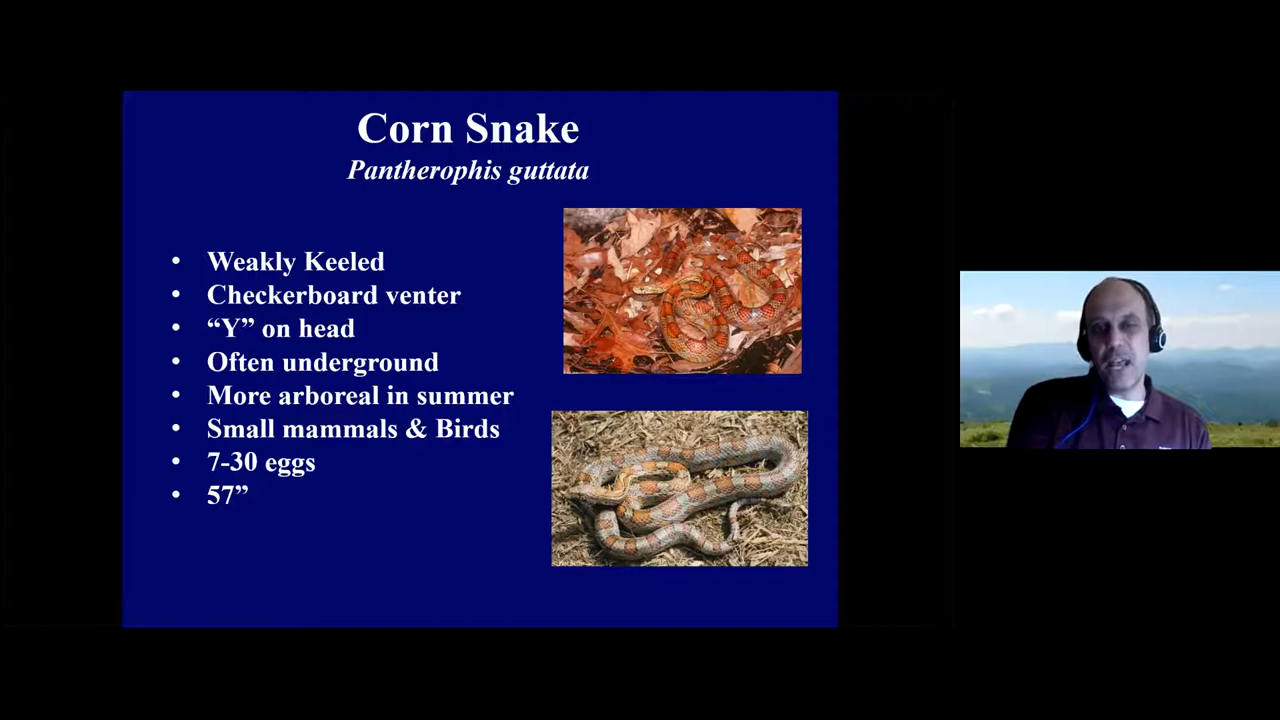 Corn Snake
Pantherophis guttata
• Weakly Keeled
• Checkerboard venter
• “Y” on head
• Often underground
• More arboreal in summer
• Small mammals & Birds
• 7-30 eggs
• 57”